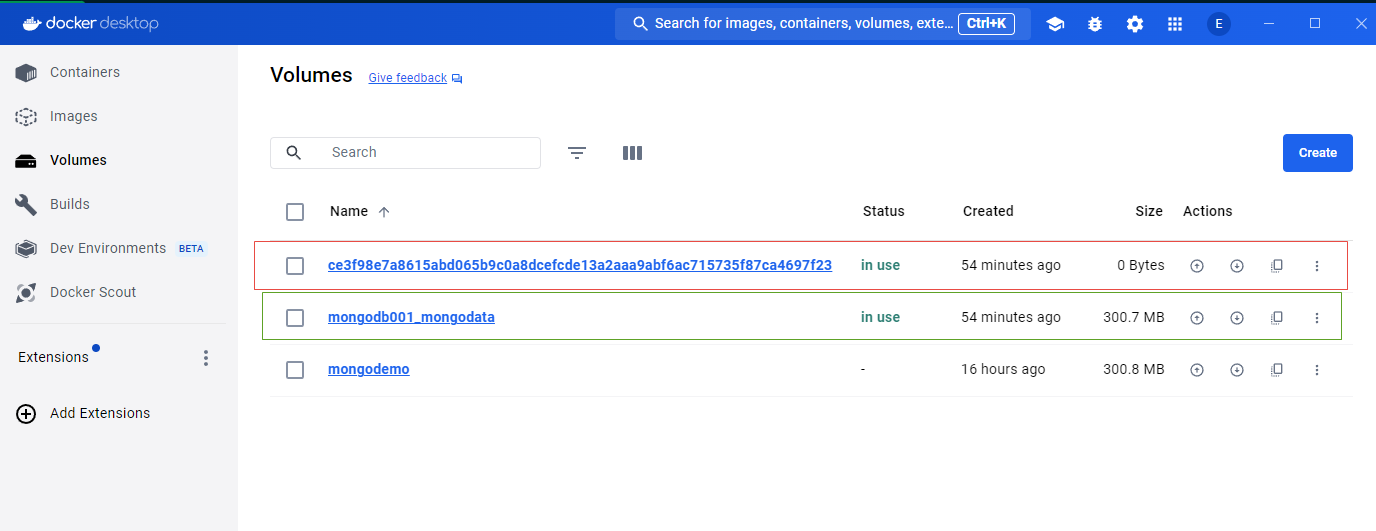 docker desktop
Search for images, containers, volumes, exte... Ctrl+K
E
Containers
Images
Volumes
Builds
Dev Environments BETA
Docker Scout
Extensions
Add Extensions
Volumes Give feedback
Search
Create
Name Status Created Size Actions
ce3f98e7a8615abd065b9c0a8dcefcde13a2aaa9abf6ac715735f87ca4697f23 in use 54 minutes ago 0 Bytes
mongodb001_mongodata in use 54 minutes ago 300.7 MB
mongodemo - 16 hours ago 300.8 MB